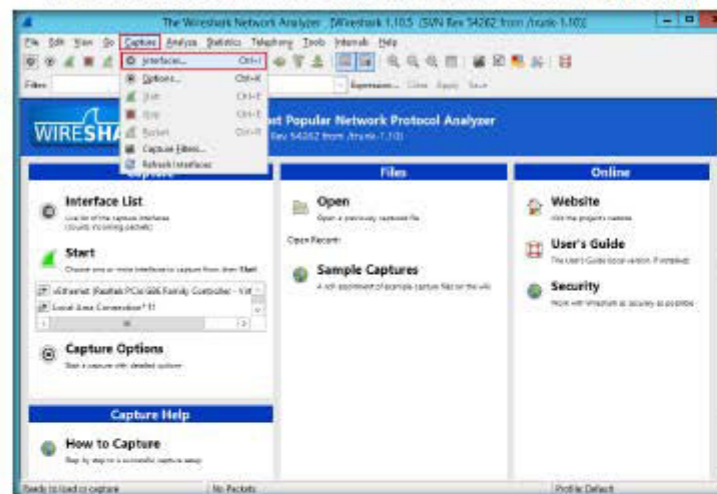 The Wireshark Network Analyzer [Wireshark 1.10.5 (SVN Rev 54262 from /trunk-1.10)]
File Edit View Go Capture Analyze Statistics Telephony Tools Internals Help
Interfaces... Ctrl+I
Options... Ctrl+K
Start Ctrl+E
Stop Ctrl+E
Restart Ctrl+R
Capture Filters...
Refresh Interfaces
Filter: Expression... Clear Apply Save
WIRESHA
st Popular Network Protocol Analyzer
Rev 54262 from /trunk-1.10)
Capture
Interface List
Live list of the capture interfaces
(counts incoming packets)
Start
Choose one or more interfaces to capture from, then Start
vEthernet (Realtek PCIe GBE Family Controller - Virt
Local Area Connection* 11
Capture Options
Start a capture with detailed options
Capture Help
How to Capture
Step by step to a successful capture setup
Files
Open
Open a previously captured file
Open Recent:
Sample Captures
A rich assortment of example capture files on the wiki
Online
Website
Visit the project's website
User's Guide
The User's Guide (local version, if installed)
Security
Work with Wireshark as securely as possible
Ready to load or capture
No Packets
Profile: Default